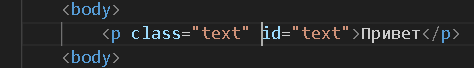 <body>
<p class="text" id="text">Привет</p>
<body>